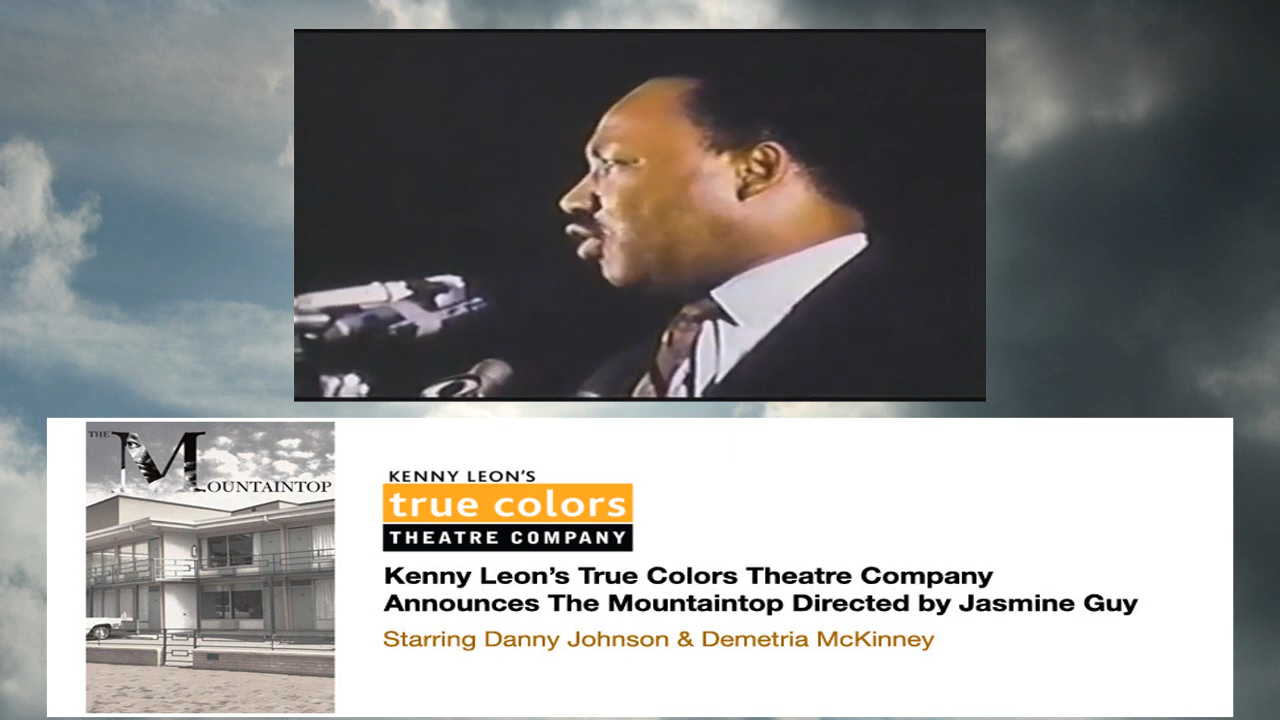 THE
MOUNTAINTOP
KENNY LEON'S
true colors
THEATRE COMPANY
Kenny Leon's True Colors Theatre Company
Announces The Mountaintop Directed by Jasmine Guy
Starring Danny Johnson & Demetria McKinney